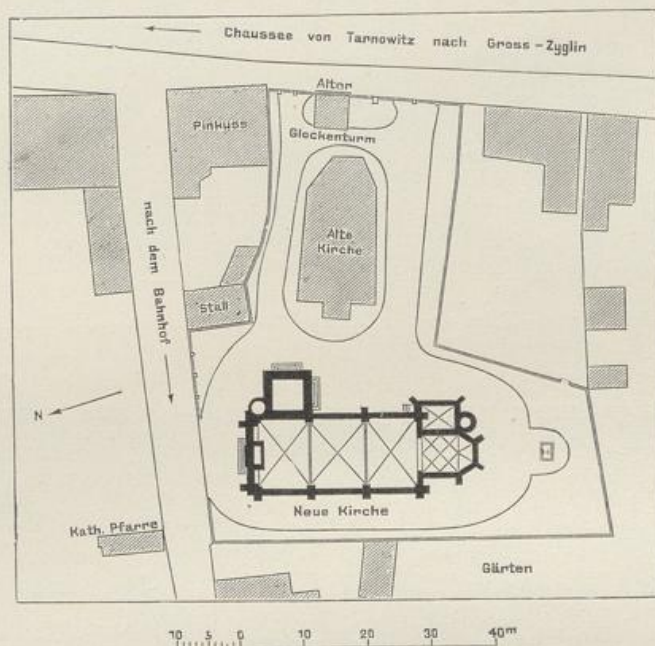 Chaussee von Tarnowitz nach Gross-Zyglin
Alter
Glockenturm
Pinkuss
Alte
Kirche
nach dem Bahnhof
Stall
N
Neue Kirche
Kath. Pfarre
Gärten
10 5 0 10 20 30 40m